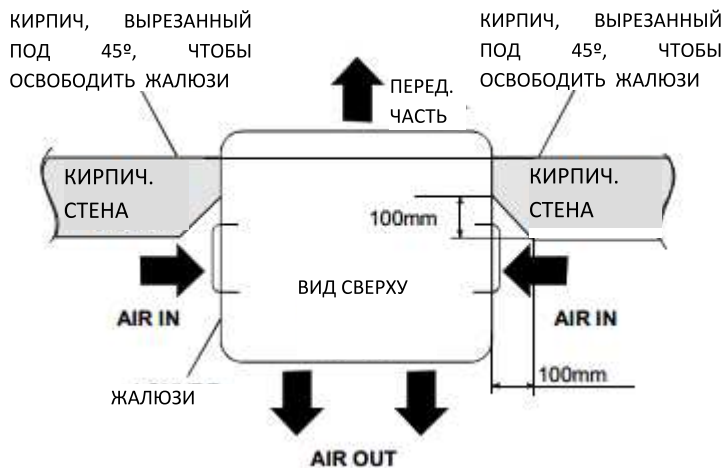 КИРПИЧ, ВЫРЕЗАННЫЙ
ПОД 45º, ЧТОБЫ
ОСВОБОДИТЬ ЖАЛЮЗИ
КИРПИЧ, ВЫРЕЗАННЫЙ
ПОД 45º, ЧТОБЫ
ОСВОБОДИТЬ ЖАЛЮЗИ
ПЕРЕД.
ЧАСТЬ
КИРПИЧ.
СТЕНА
КИРПИЧ.
СТЕНА
100mm
ВИД СВЕРХУ
AIR IN
AIR IN
100mm
ЖАЛЮЗИ
AIR OUT